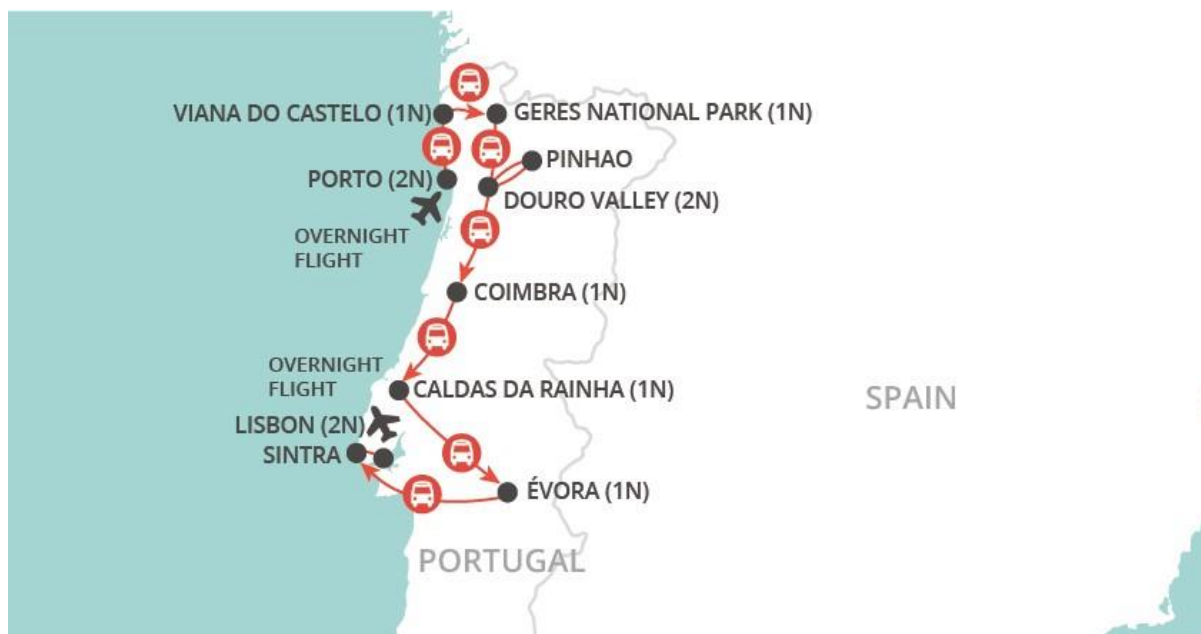 VIANA DO CASTELO (1N)
GERES NATIONAL PARK (1N)
PINHAO
PORTO (2N)
DOURO VALLEY (2N)
OVERNIGHT
FLIGHT
COIMBRA (1N)
OVERNIGHT
FLIGHT
CALDAS DA RAINHA (1N)
SPAIN
LISBON (2N)
SINTRA
ÉVORA (1N)
PORTUGAL